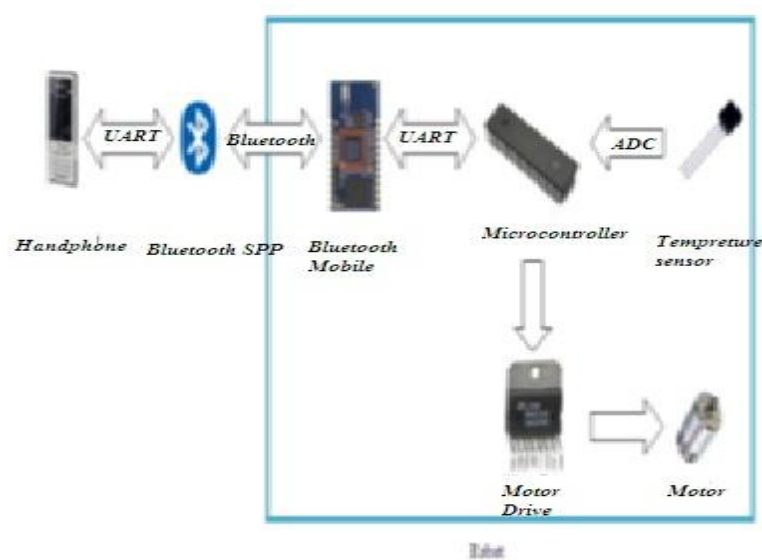 UART
Bluetooth
UART
ADC
Handphone
Bluetooth SPP
Bluetooth
Mobile
Microcontroller
Tempreture
sensor
Motor
Drive
Motor